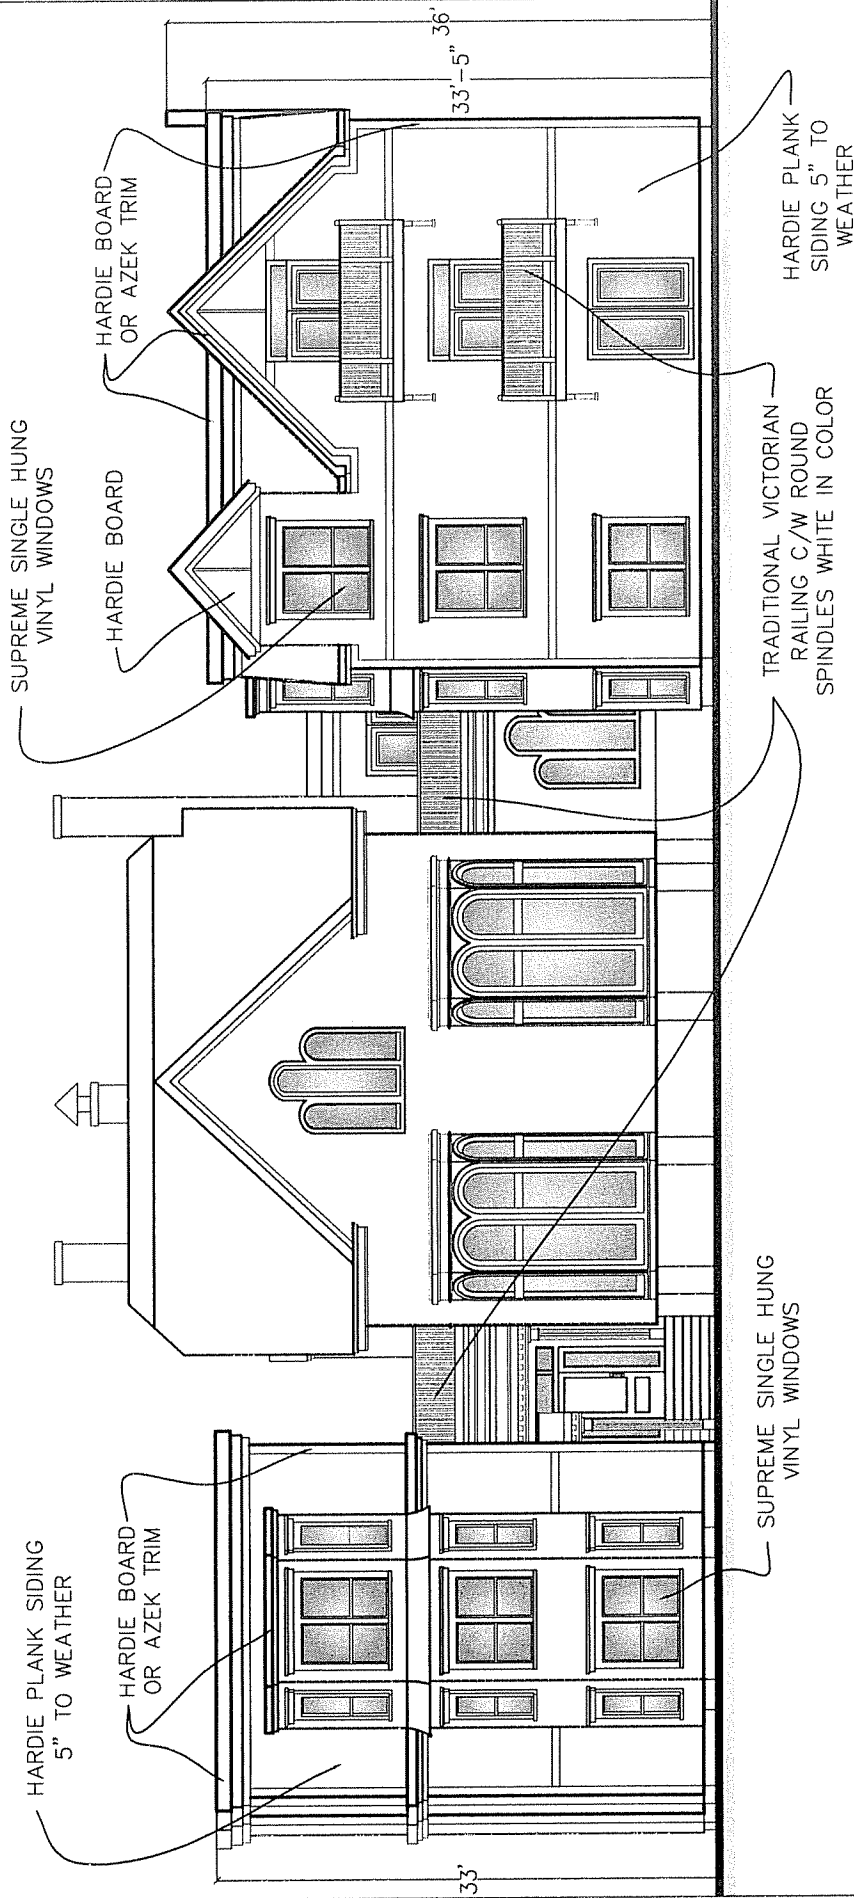 HARDIE PLANK SIDING
5" TO WEATHER
HARDIE BOARD
OR AZEK TRIM
SUPREME SINGLE HUNG
VINYL WINDOWS
HARDIE BOARD
HARDIE BOARD
OR AZEK TRIM
33'
33'-5"
36'
SUPREME SINGLE HUNG
VINYL WINDOWS
TRADITIONAL VICTORIAN
RAILING C/W ROUND
SPINDLES WHITE IN COLOR
HARDIE PLANK
SIDING 5" TO
WEATHER